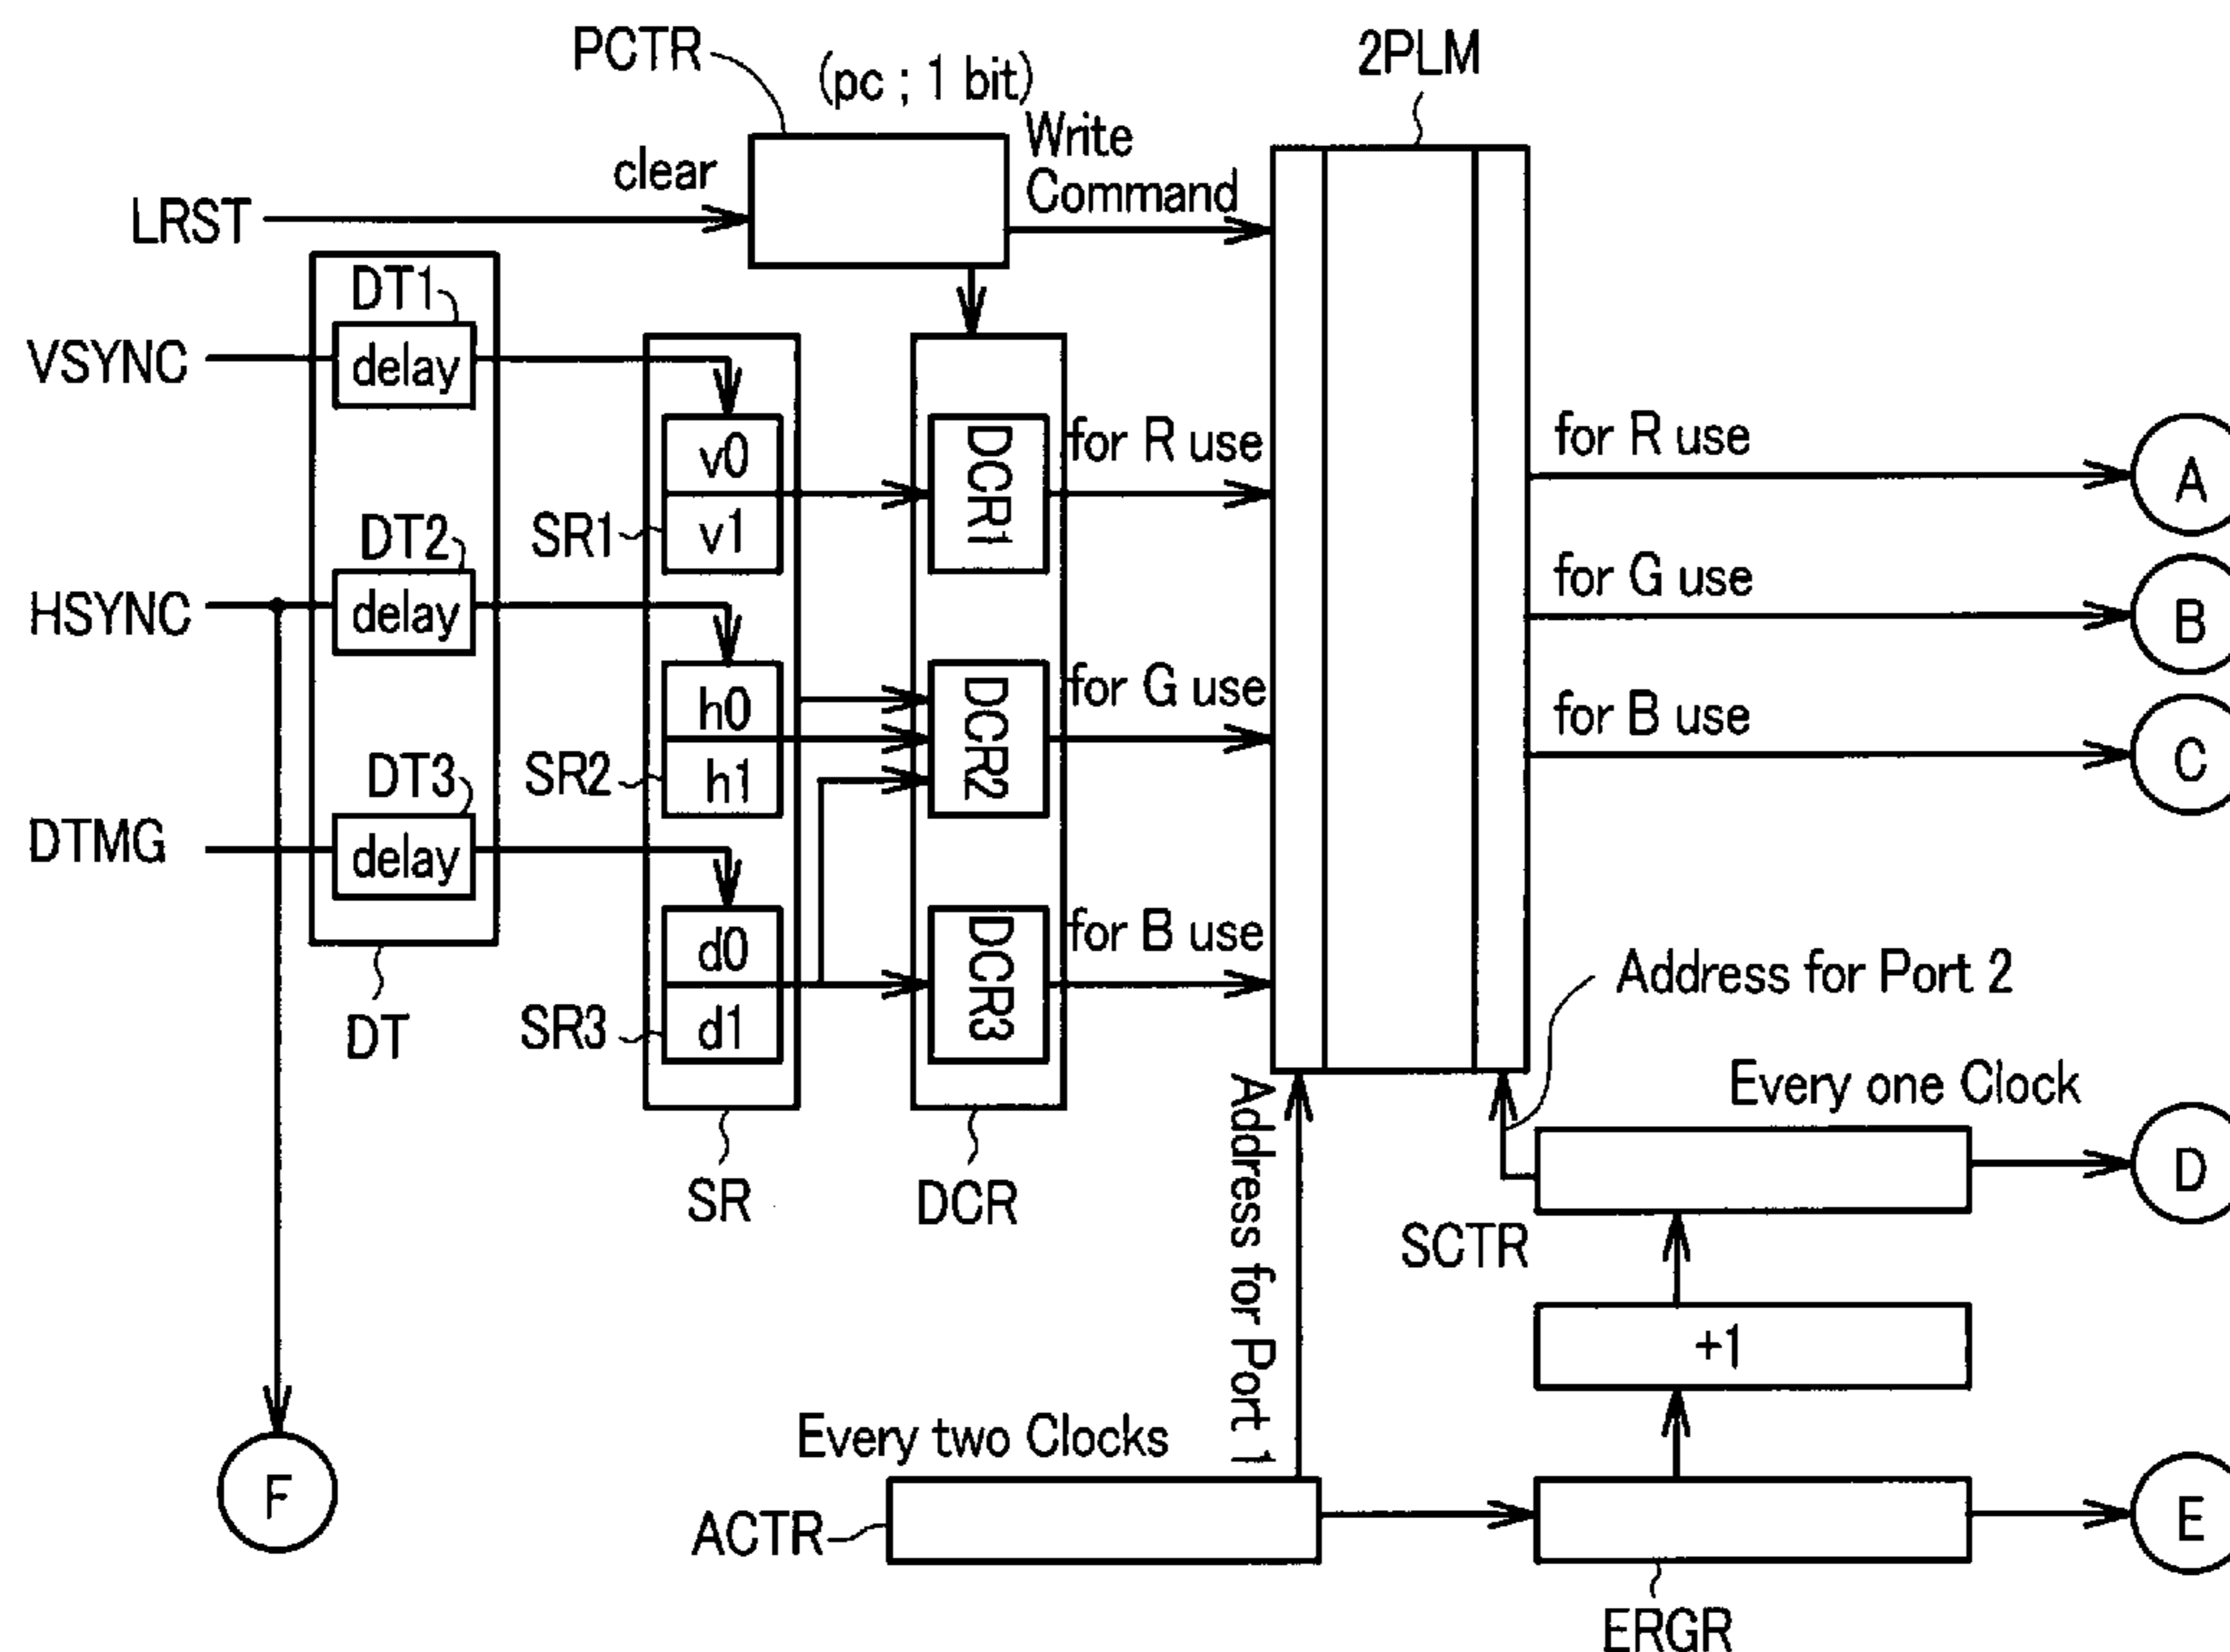 PCTR
(pc ; 1 bit)
2PLM
Write
Command
clear
LRST
DT1
VSYNC
delay
v0
v1
SR1
DCR1
for R use
for R use
A
DT2
HSYNC
delay
for G use
B
h0
h1
SR2
DCR2
for G use
for B use
C
DT3
DTMG
delay
d0
d1
SR3
DCR3
for B use
DT
Address for Port 2
SR
DCR
Address for Port 1
Every one Clock
D
SCTR
+1
Every two Clocks
F
ACTR
E
ERGR